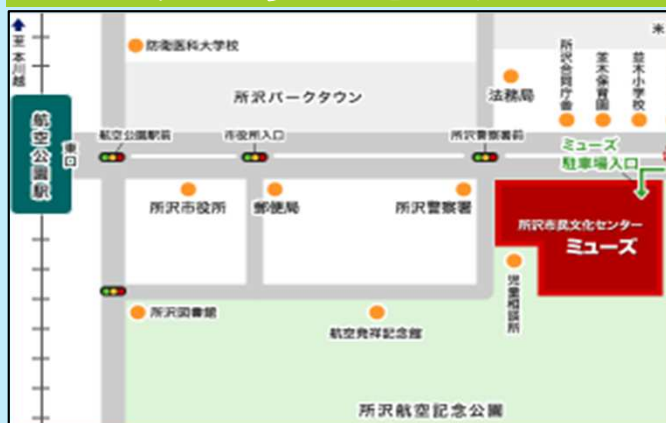 至本川越
防衛医科大学校
所沢パークタウン
法務局
所沢合同庁舎
並木保育園
並木小学校
米
航空公園駅
東口
航空公園駅前
市役所入口
所沢警察署前
ミューズ
駐車場入口
所沢市役所
郵便局
所沢警察署
所沢市民文化センター
ミューズ
児童相談所
所沢図書館
航空発祥記念館
所沢航空記念公園